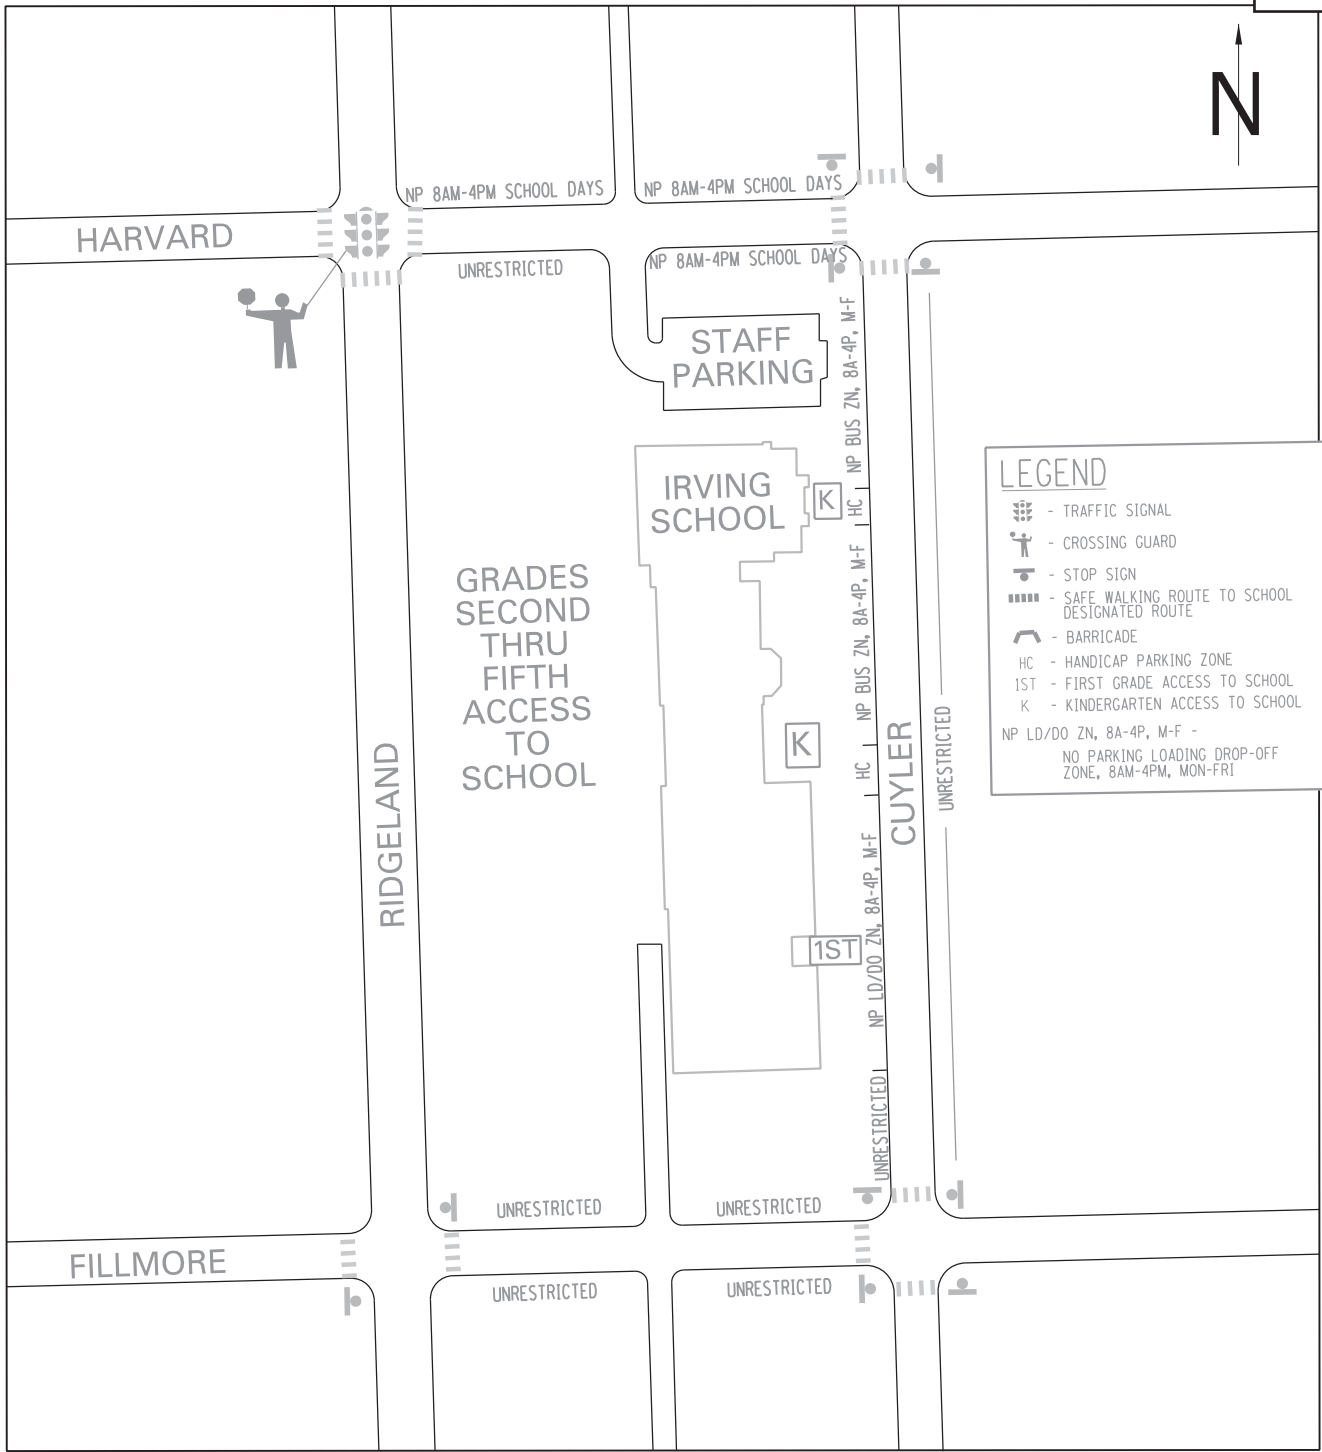 N
NP 8AM-4PM SCHOOL DAYS
NP 8AM-4PM SCHOOL DAYS
HARVARD
UNRESTRICTED
NP 8AM-4PM SCHOOL DAYS
STAFF
PARKING
NP BUS ZN, 8A-4P, M-F
IRVING
SCHOOL
K
HC
GRADES
SECOND
THRU
FIFTH
ACCESS
TO
SCHOOL
NP BUS ZN, 8A-4P, M-F
K
HC
RIDGELAND
CUYLER
UNRESTRICTED
NP LD/DO ZN, 8A-4P, M-F
1ST
UNRESTRICTED
LEGEND
- TRAFFIC SIGNAL
- CROSSING GUARD
- STOP SIGN
- SAFE WALKING ROUTE TO SCHOOL
DESIGNATED ROUTE
- BARRICADE
HC - HANDICAP PARKING ZONE
1ST - FIRST GRADE ACCESS TO SCHOOL
K - KINDERGARTEN ACCESS TO SCHOOL
NP LD/DO ZN, 8A-4P, M-F -
NO PARKING LOADING DROP-OFF
ZONE, 8AM-4PM, MON-FRI
UNRESTRICTED
UNRESTRICTED
FILLMORE
UNRESTRICTED
UNRESTRICTED